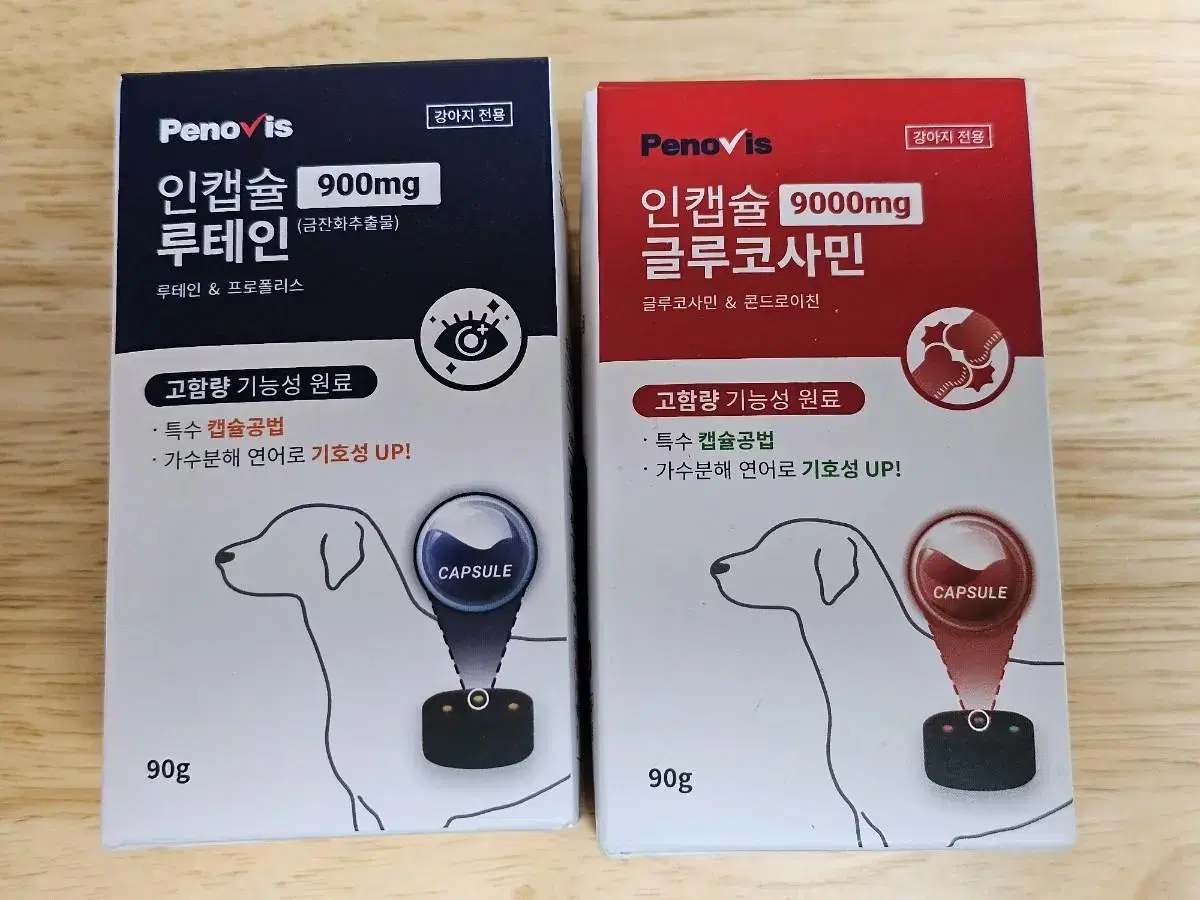 Penovis
강아지 전용
인캡슐 900mg
루테인 (금잔화추출물)
루테인 & 프로폴리스
고함량 기능성 원료
· 특수 캡슐공법
· 가수분해 연어로 기호성 UP!
CAPSULE
90g
Penovis
강아지 전용
인캡슐 9000mg
글루코사민
글루코사민 & 콘드로이친
고함량 기능성 원료
· 특수 캡슐공법
· 가수분해 연어로 기호성 UP!
CAPSULE
90g